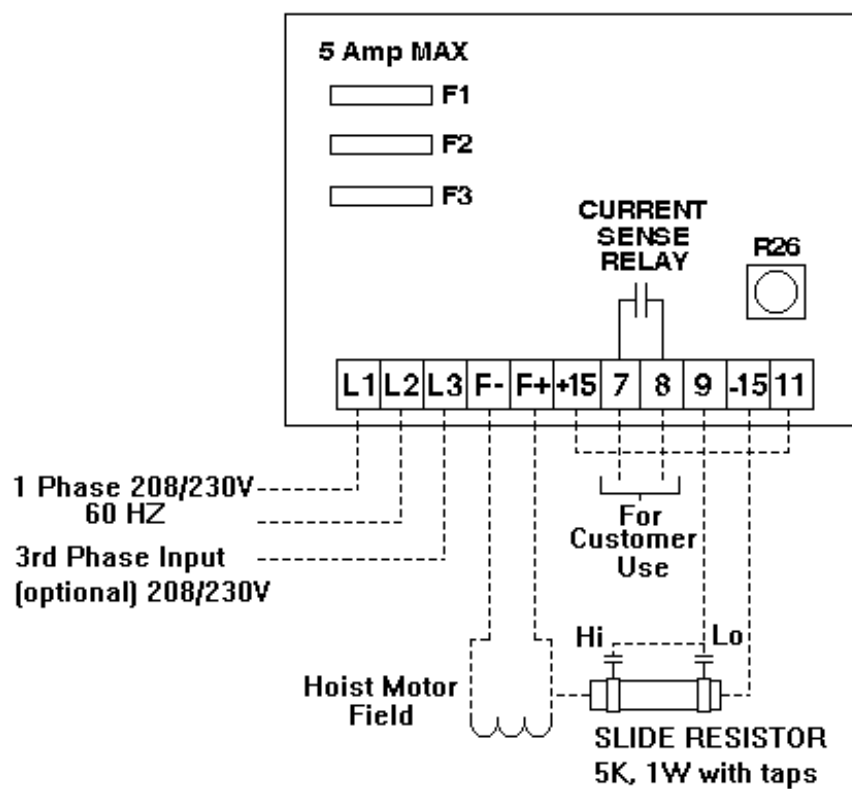 5 Amp MAX
F1
F2
F3
CURRENT
SENSE
RELAY
R26
L1 L2 L3 F- F+ +15 7 8 9 -15 11
1 Phase 208/230V
60 HZ
3rd Phase Input
(optional) 208/230V
For
Customer
Use
Hi
Lo
Hoist Motor
Field
SLIDE RESISTOR
5K, 1W with taps